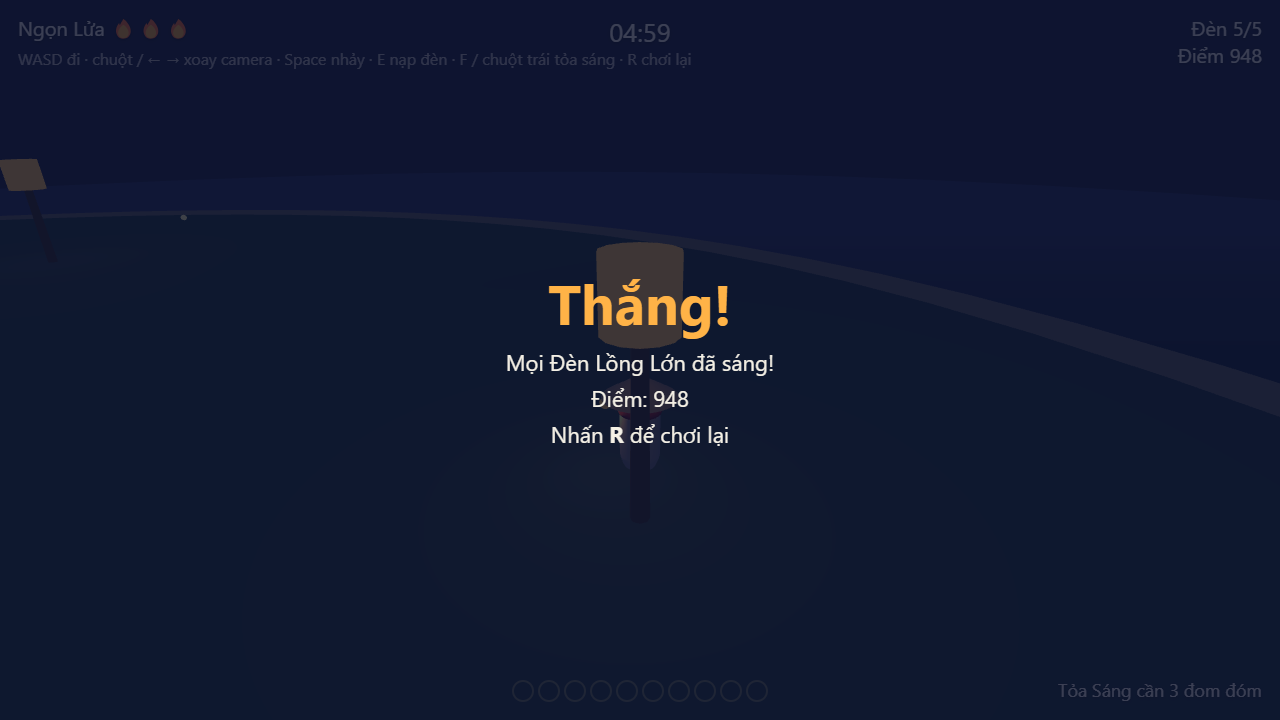 Ngọn Lửa 🔥 🔥 🔥
04:59
Đèn 5/5
WASD đi · chuột / ← → xoay camera · Space nhảy · E nạp đèn · F / chuột trái tỏa sáng · R chơi lại
Điểm 948
Thắng!
Mọi Đèn Lồng Lớn đã sáng!
Điểm: 948
Nhấn R để chơi lại
Tỏa Sáng cần 3 đom đóm